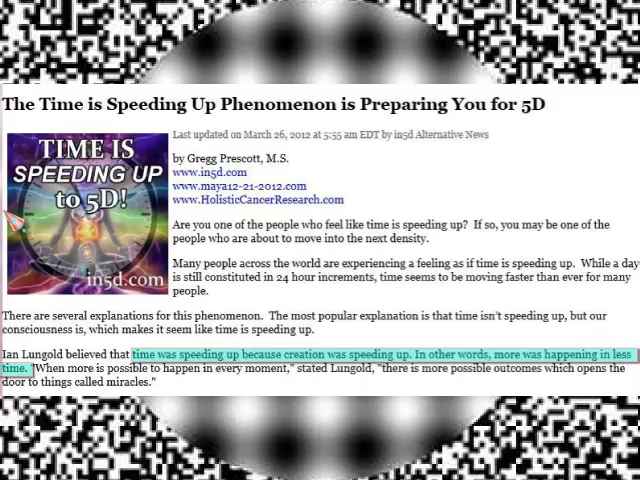 The Time is Speeding Up Phenomenon is Preparing You for 5D
TIME IS
SPEEDING UP
to 5D!
in5d.com
Last updated on March 26, 2012 at 5:55 am EDT by in5d Alternative News
by Gregg Prescott, M.S.
www.in5d.com
www.maya12-21-2012.com
www.HolisticCancerResearch.com
Are you one of the people who feel like time is speeding up? If so, you may be one of the
people who are about to move into the next density.
Many people across the world are experiencing a feeling as if time is speeding up. While a day
is still constituted in 24 hour increments, time seems to be moving faster than ever for many
people.
There are several explanations for this phenomenon. The most popular explanation is that time isn't speeding up, but our
consciousness is, which makes it seem like time is speeding up.
Ian Lungold believed that time was speeding up because creation was speeding up. In other words, more was happening in less
time. "When more is possible to happen in every moment," stated Lungold, "there is more possible outcomes which opens the
door to things called miracles."